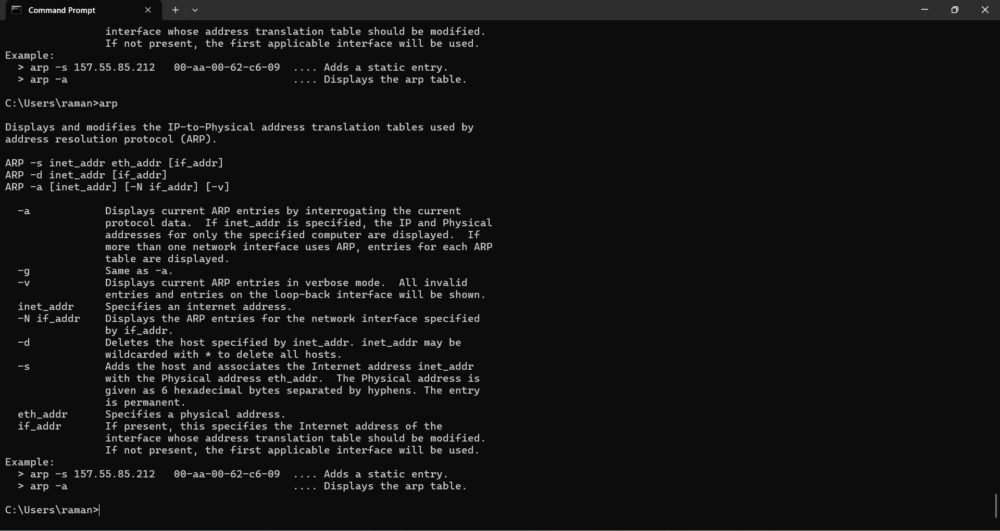 Command Prompt
interface whose address translation table should be modified.
If not present, the first applicable interface will be used.
Example:
> arp -s 157.55.85.212   00-aa-00-62-c6-09  .... Adds a static entry.
> arp -a                                    .... Displays the arp table.
C:\Users\raman>arp
Displays and modifies the IP-to-Physical address translation tables used by
address resolution protocol (ARP).
ARP -s inet_addr eth_addr [if_addr]
ARP -d inet_addr [if_addr]
ARP -a [inet_addr] [-N if_addr] [-v]
-a            Displays current ARP entries by interrogating the current
protocol data.  If inet_addr is specified, the IP and Physical
addresses for only the specified computer are displayed.  If
more than one network interface uses ARP, entries for each ARP
table are displayed.
-g            Same as -a.
-v            Displays current ARP entries in verbose mode.  All invalid
entries and entries on the loop-back interface will be shown.
inet_addr     Specifies an internet address.
-N if_addr    Displays the ARP entries for the network interface specified
by if_addr.
-d            Deletes the host specified by inet_addr. inet_addr may be
wildcarded with * to delete all hosts.
-s            Adds the host and associates the Internet address inet_addr
with the Physical address eth_addr.  The Physical address is
given as 6 hexadecimal bytes separated by hyphens. The entry
is permanent.
eth_addr      Specifies a physical address.
if_addr       If present, this specifies the Internet address of the
interface whose address translation table should be modified.
If not present, the first applicable interface will be used.
Example:
> arp -s 157.55.85.212   00-aa-00-62-c6-09  .... Adds a static entry.
> arp -a                                    .... Displays the arp table.
C:\Users\raman>